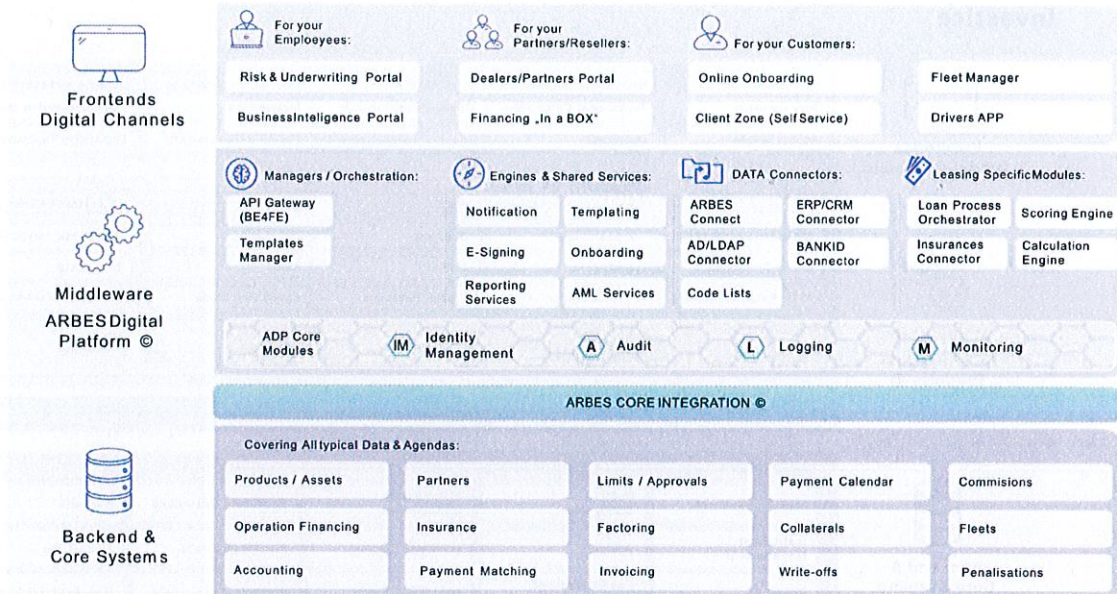 Investice
For your
Emploeyees:
For your
Partners/Resellers:
For your Customers:
Frontends
Digital Channels
Risk & Underwriting Portal
Dealers/Partners Portal
Online Onboarding
Fleet Manager
BusinessInteligence Portal
Financing „In a BOX“
Client Zone (Self Service)
Drivers APP
Middleware
ARBES Digital
Platform ©
Managers / Orchestration:
API Gateway
(BE4FE)
Templates
Manager
Engines & Shared Services:
Notification
Templating
E-Signing
Onboarding
Reporting
Services
AML Services
DATA Connectors:
ARBES
Connect
ERP/CRM
Connector
AD/LDAP
Connector
BANKID
Connector
Code Lists
Leasing Specific Modules:
Loan Process
Orchestrator
Scoring Engine
Insurances
Connector
Calculation
Engine
ADP Core
Modules
IM Identity
Management
A Audit
L Logging
M Monitoring
ARBES CORE INTEGRATION ©
Backend &
Core Systems
Covering All typical Data & Agendas:
Products / Assets
Partners
Limits / Approvals
Payment Calendar
Commisions
Operation Financing
Insurance
Factoring
Collaterals
Fleets
Accounting
Payment Matching
Invoicing
Write-offs
Penalisations